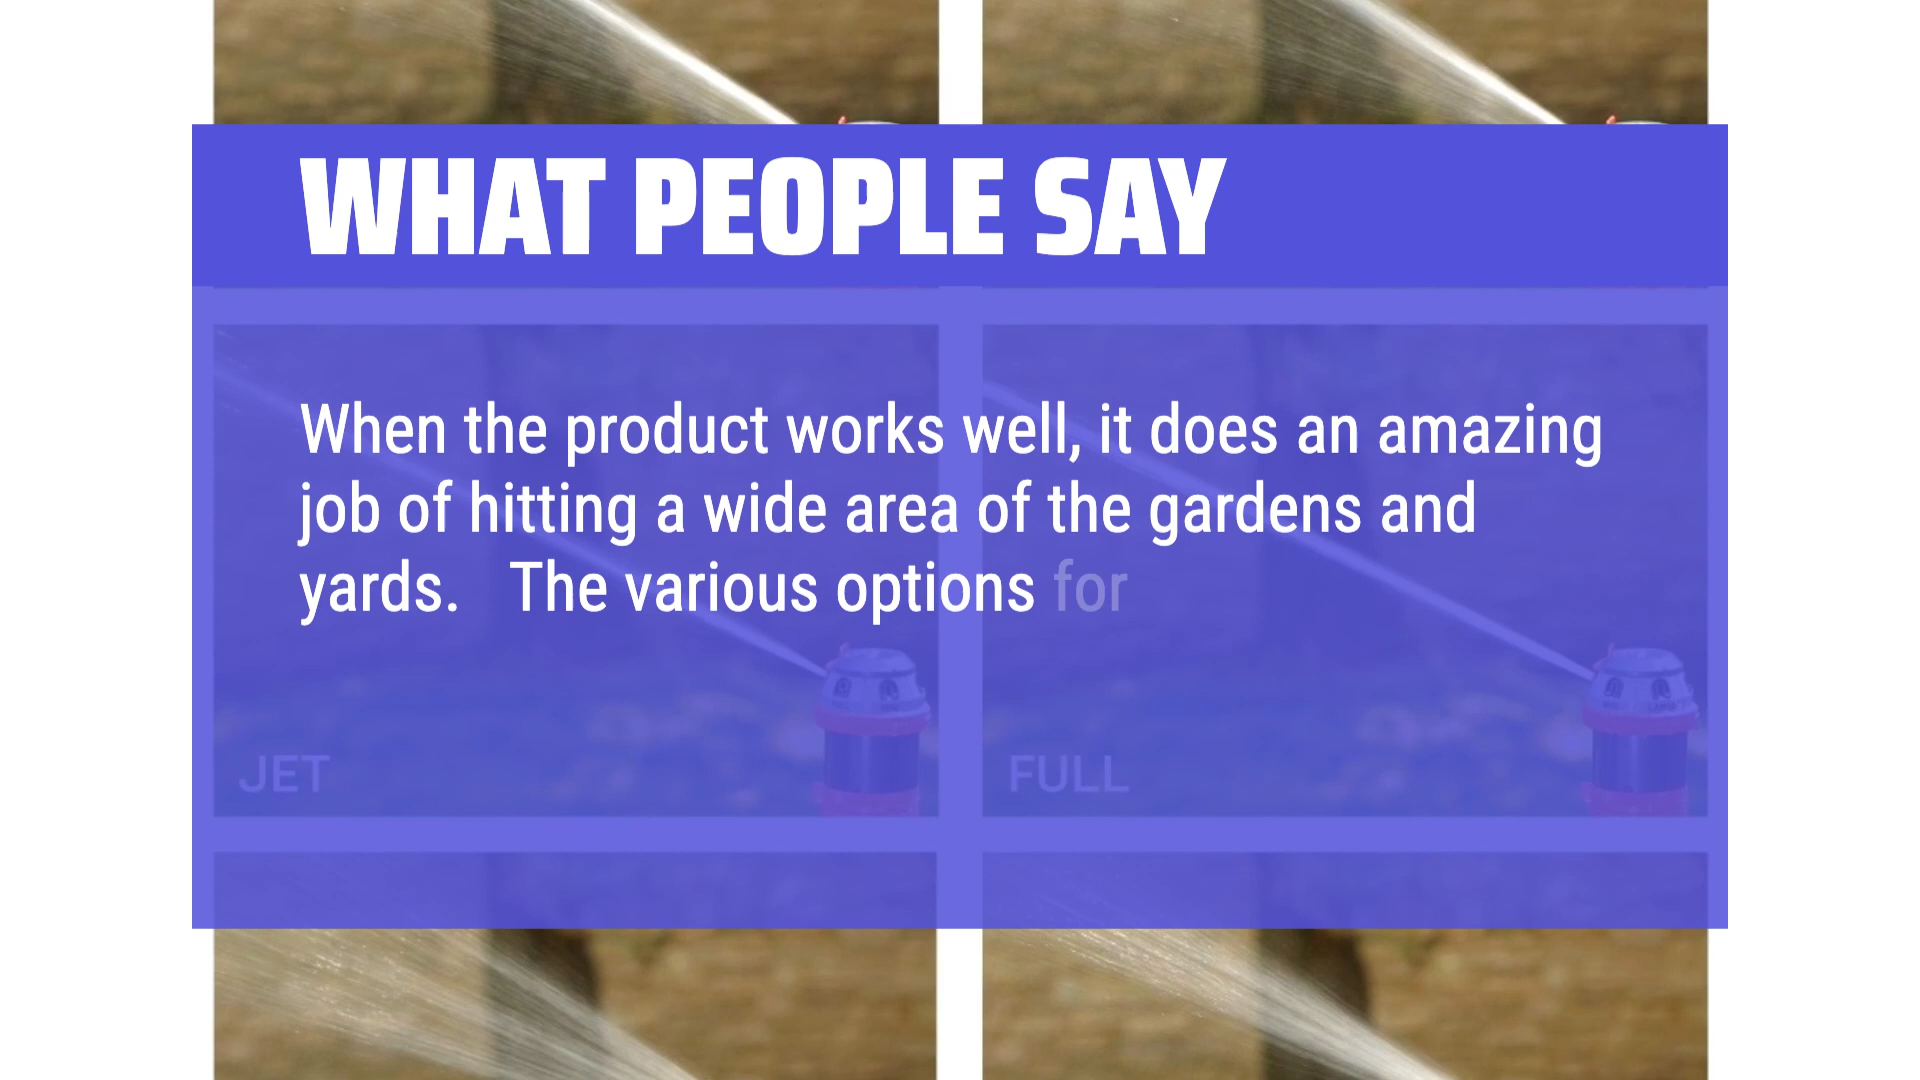 WHAT PEOPLE SAY
When the product works well, it does an amazing
job of hitting a wide area of the gardens and
yards.   The various options for
JET
FULL